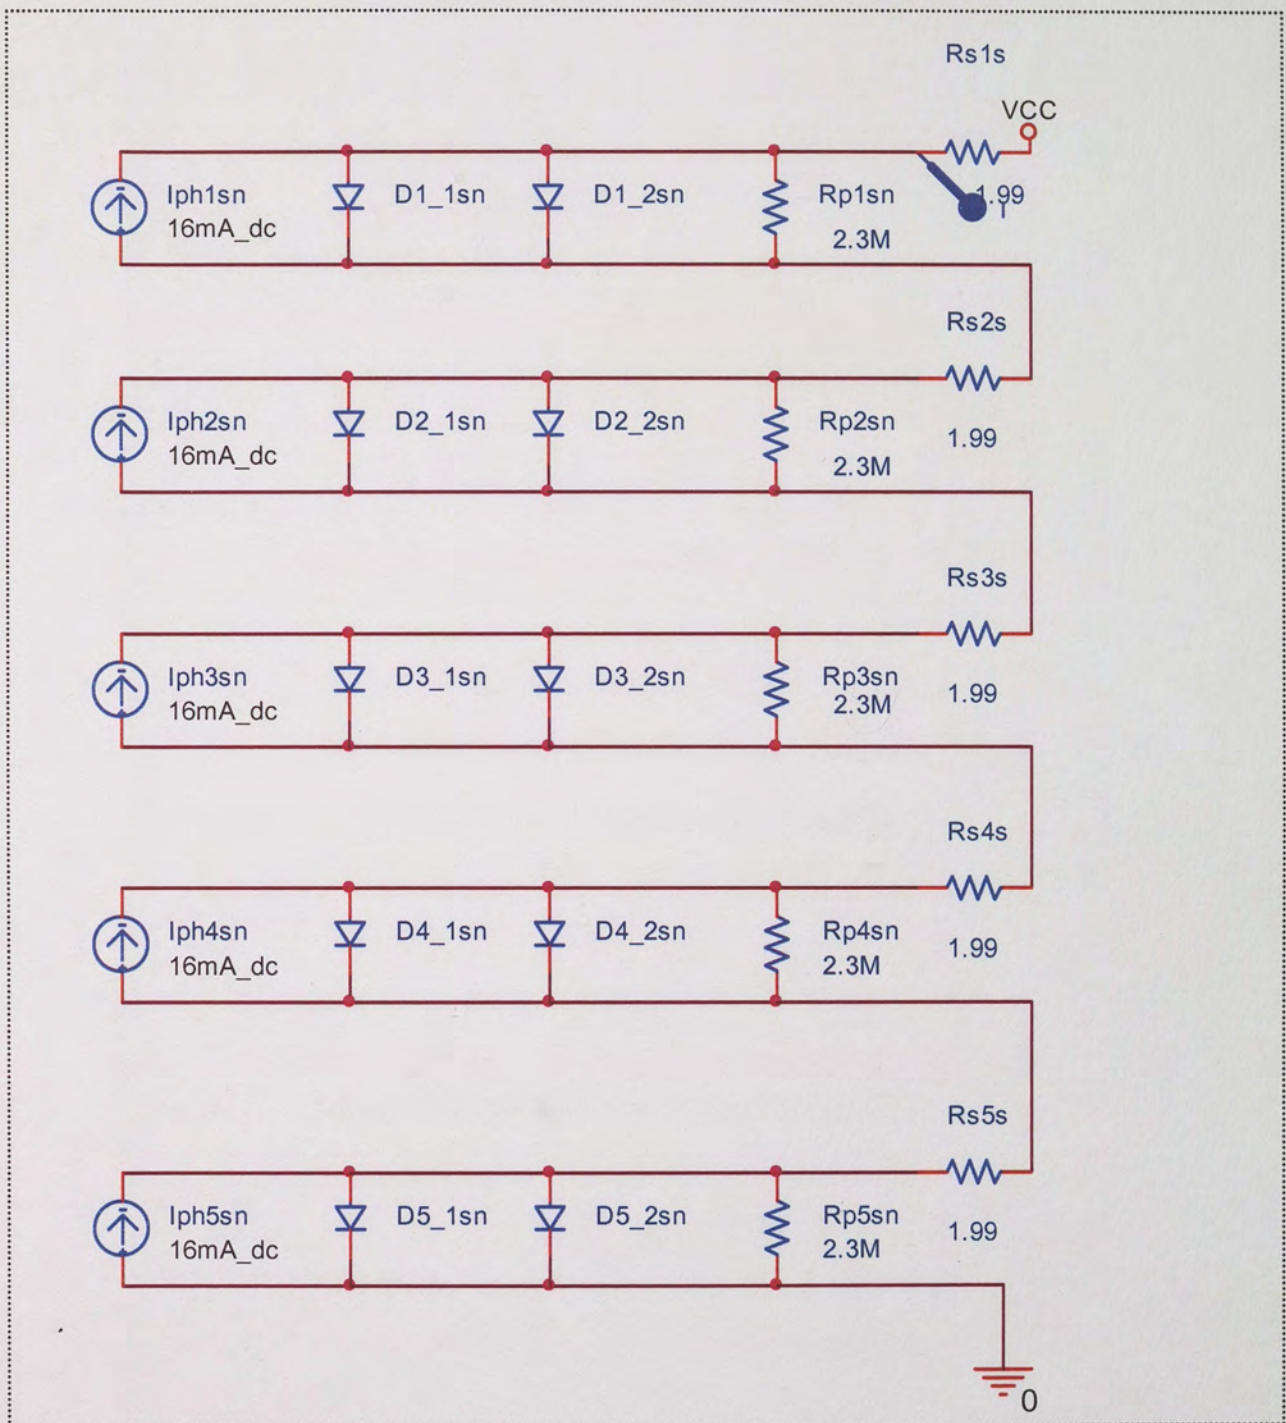 Rs1s
VCC
Iph1sn
16mA_dc
D1_1sn
D1_2sn
Rp1sn
2.3M
1.99
I
Rs2s
Iph2sn
16mA_dc
D2_1sn
D2_2sn
Rp2sn
2.3M
1.99
Rs3s
Iph3sn
16mA_dc
D3_1sn
D3_2sn
Rp3sn
2.3M
1.99
Rs4s
Iph4sn
16mA_dc
D4_1sn
D4_2sn
Rp4sn
2.3M
1.99
Rs5s
Iph5sn
16mA_dc
D5_1sn
D5_2sn
Rp5sn
2.3M
1.99
0